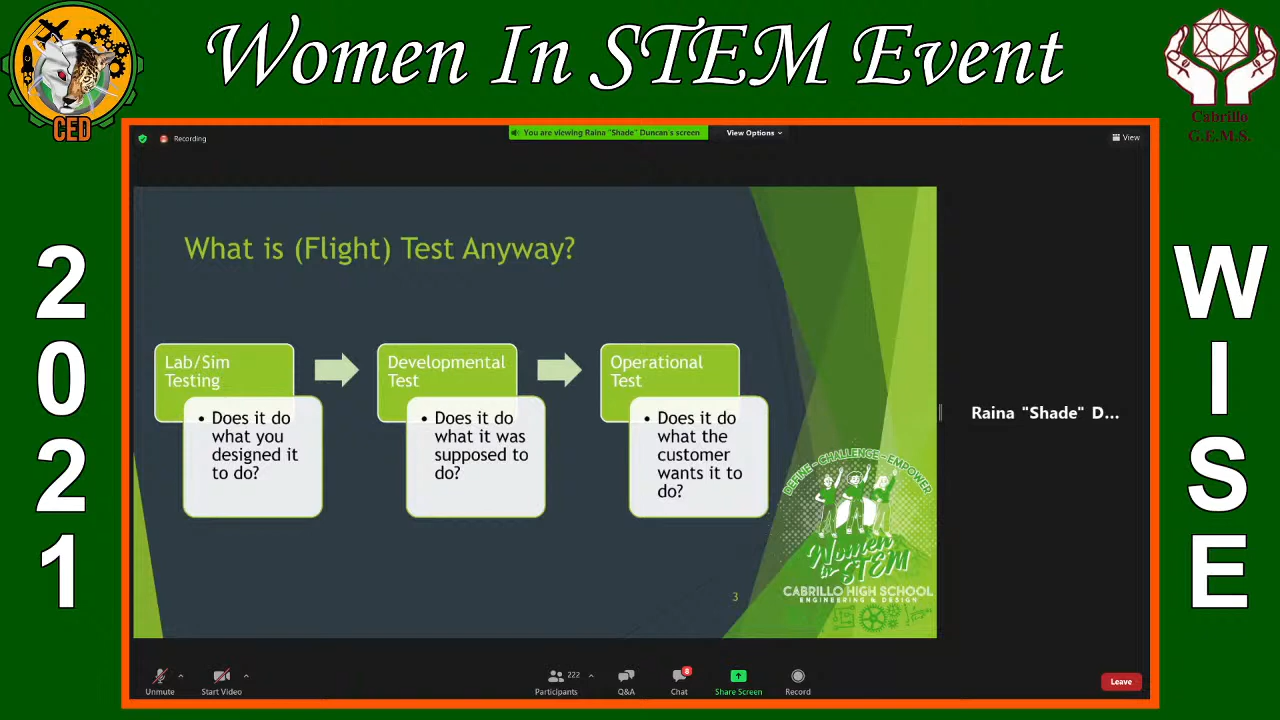 Women In STEM Event
CED
Cabrillo
G.E.M.S.
2021
WISE
Recording
You are viewing Raina "Shade" Duncan's screen
View Options
View
What is (Flight) Test Anyway?
Lab/Sim
Testing
• Does it do
what you
designed it
to do?
Developmental
Test
• Does it do
what it was
supposed to
do?
Operational
Test
• Does it do
what the
customer
wants it to
do?
Raina "Shade" D...
DEFINE - CHALLENGE - EMPOWER
Women
in STEM
CABRILLO HIGH SCHOOL
ENGINEERING & DESIGN
3
Unmute
Start Video
222
Participants
Q&A
8
Chat
Share Screen
Record
Leave